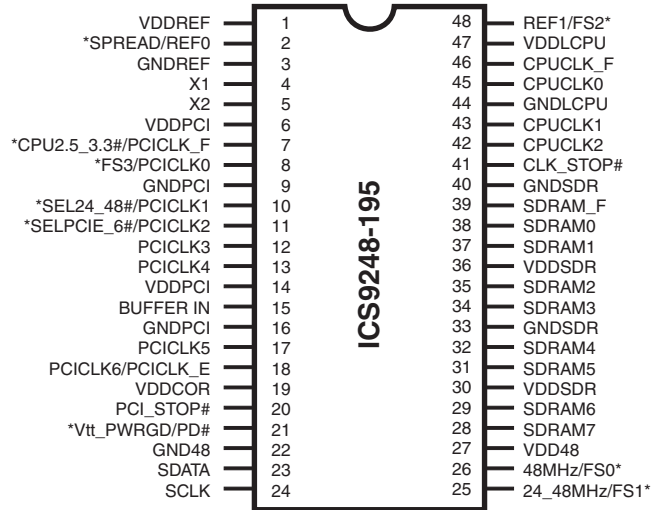 VDDREF 1 48 REF1/FS2*
*SPREAD/REF0 2 47 VDDLCPU
GNDREF 3 46 CPUCLK_F
X1 4 45 CPUCLK0
X2 5 44 GNDLCPU
VDDPCI 6 43 CPUCLK1
*CPU2.5_3.3#/PCICLK_F 7 42 CPUCLK2
*FS3/PCICLK0 8 41 CLK_STOP#
GNDPCI 9 40 GNDSDR
*SEL24_48#/PCICLK1 10 39 SDRAM_F
*SELPCIE_6#/PCICLK2 11 38 SDRAM0
PCICLK3 12 37 SDRAM1
PCICLK4 13 36 VDDSDR
VDDPCI 14 35 SDRAM2
BUFFER IN 15 34 SDRAM3
GNDPCI 16 33 GNDSDR
PCICLK5 17 32 SDRAM4
PCICLK6/PCICLK_E 18 31 SDRAM5
VDDCOR 19 30 VDDSDR
PCI_STOP# 20 29 SDRAM6
*Vtt_PWRGD/PD# 21 28 SDRAM7
GND48 22 27 VDD48
SDATA 23 26 48MHz/FS0*
SCLK 24 25 24_48MHz/FS1*
ICS9248-195